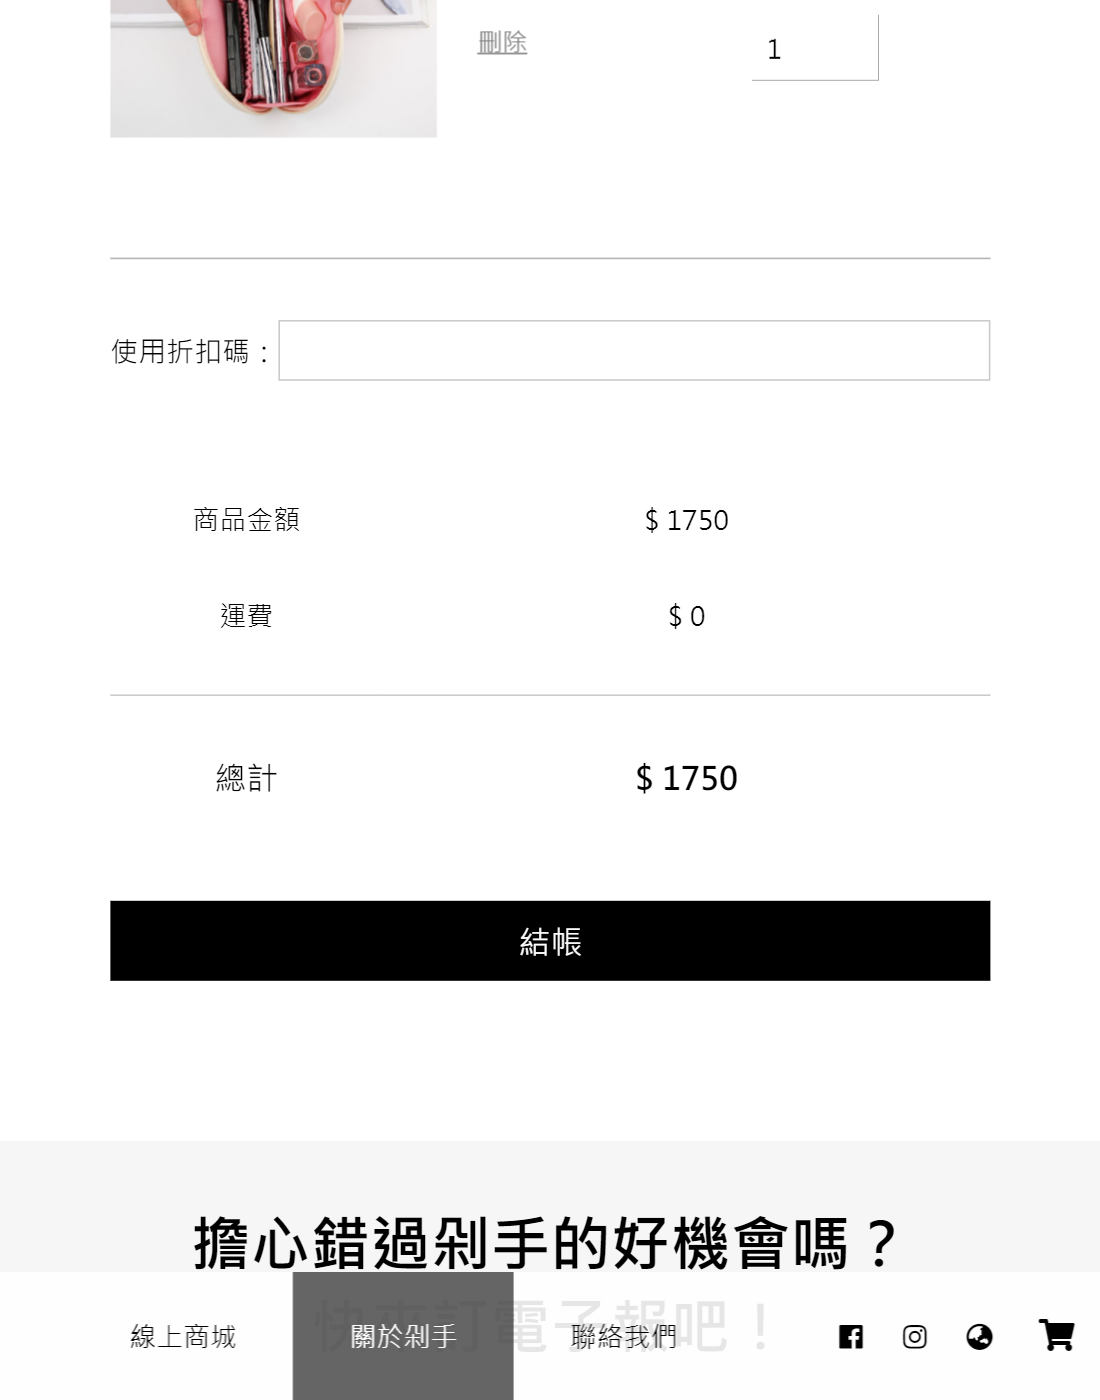 刪除
1
使用折扣碼：
商品金額
$ 1750
運費
$ 0
總計
$ 1750
結帳
擔心錯過剁手的好機會嗎？
快來訂電子報吧！
線上商城
關於剁手
聯絡我們